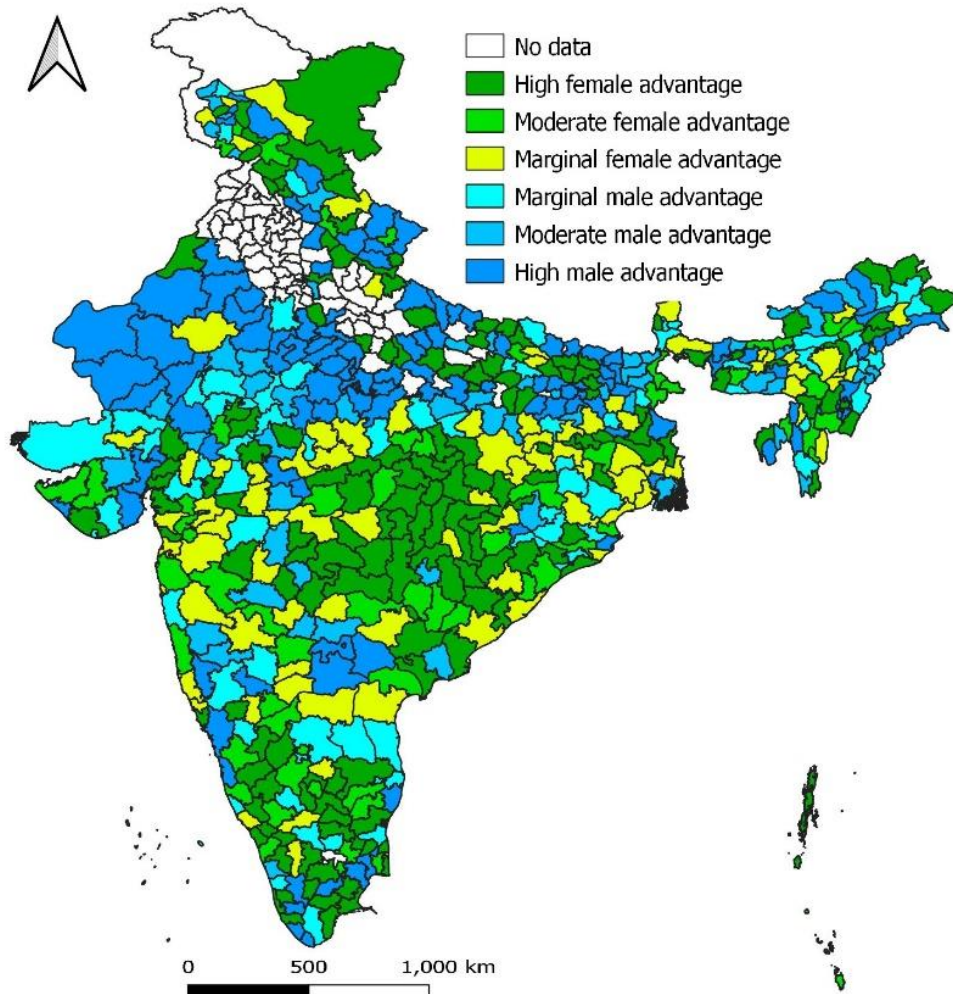 No data
High female advantage
Moderate female advantage
Marginal female advantage
Marginal male advantage
Moderate male advantage
High male advantage
0 500 1,000 km